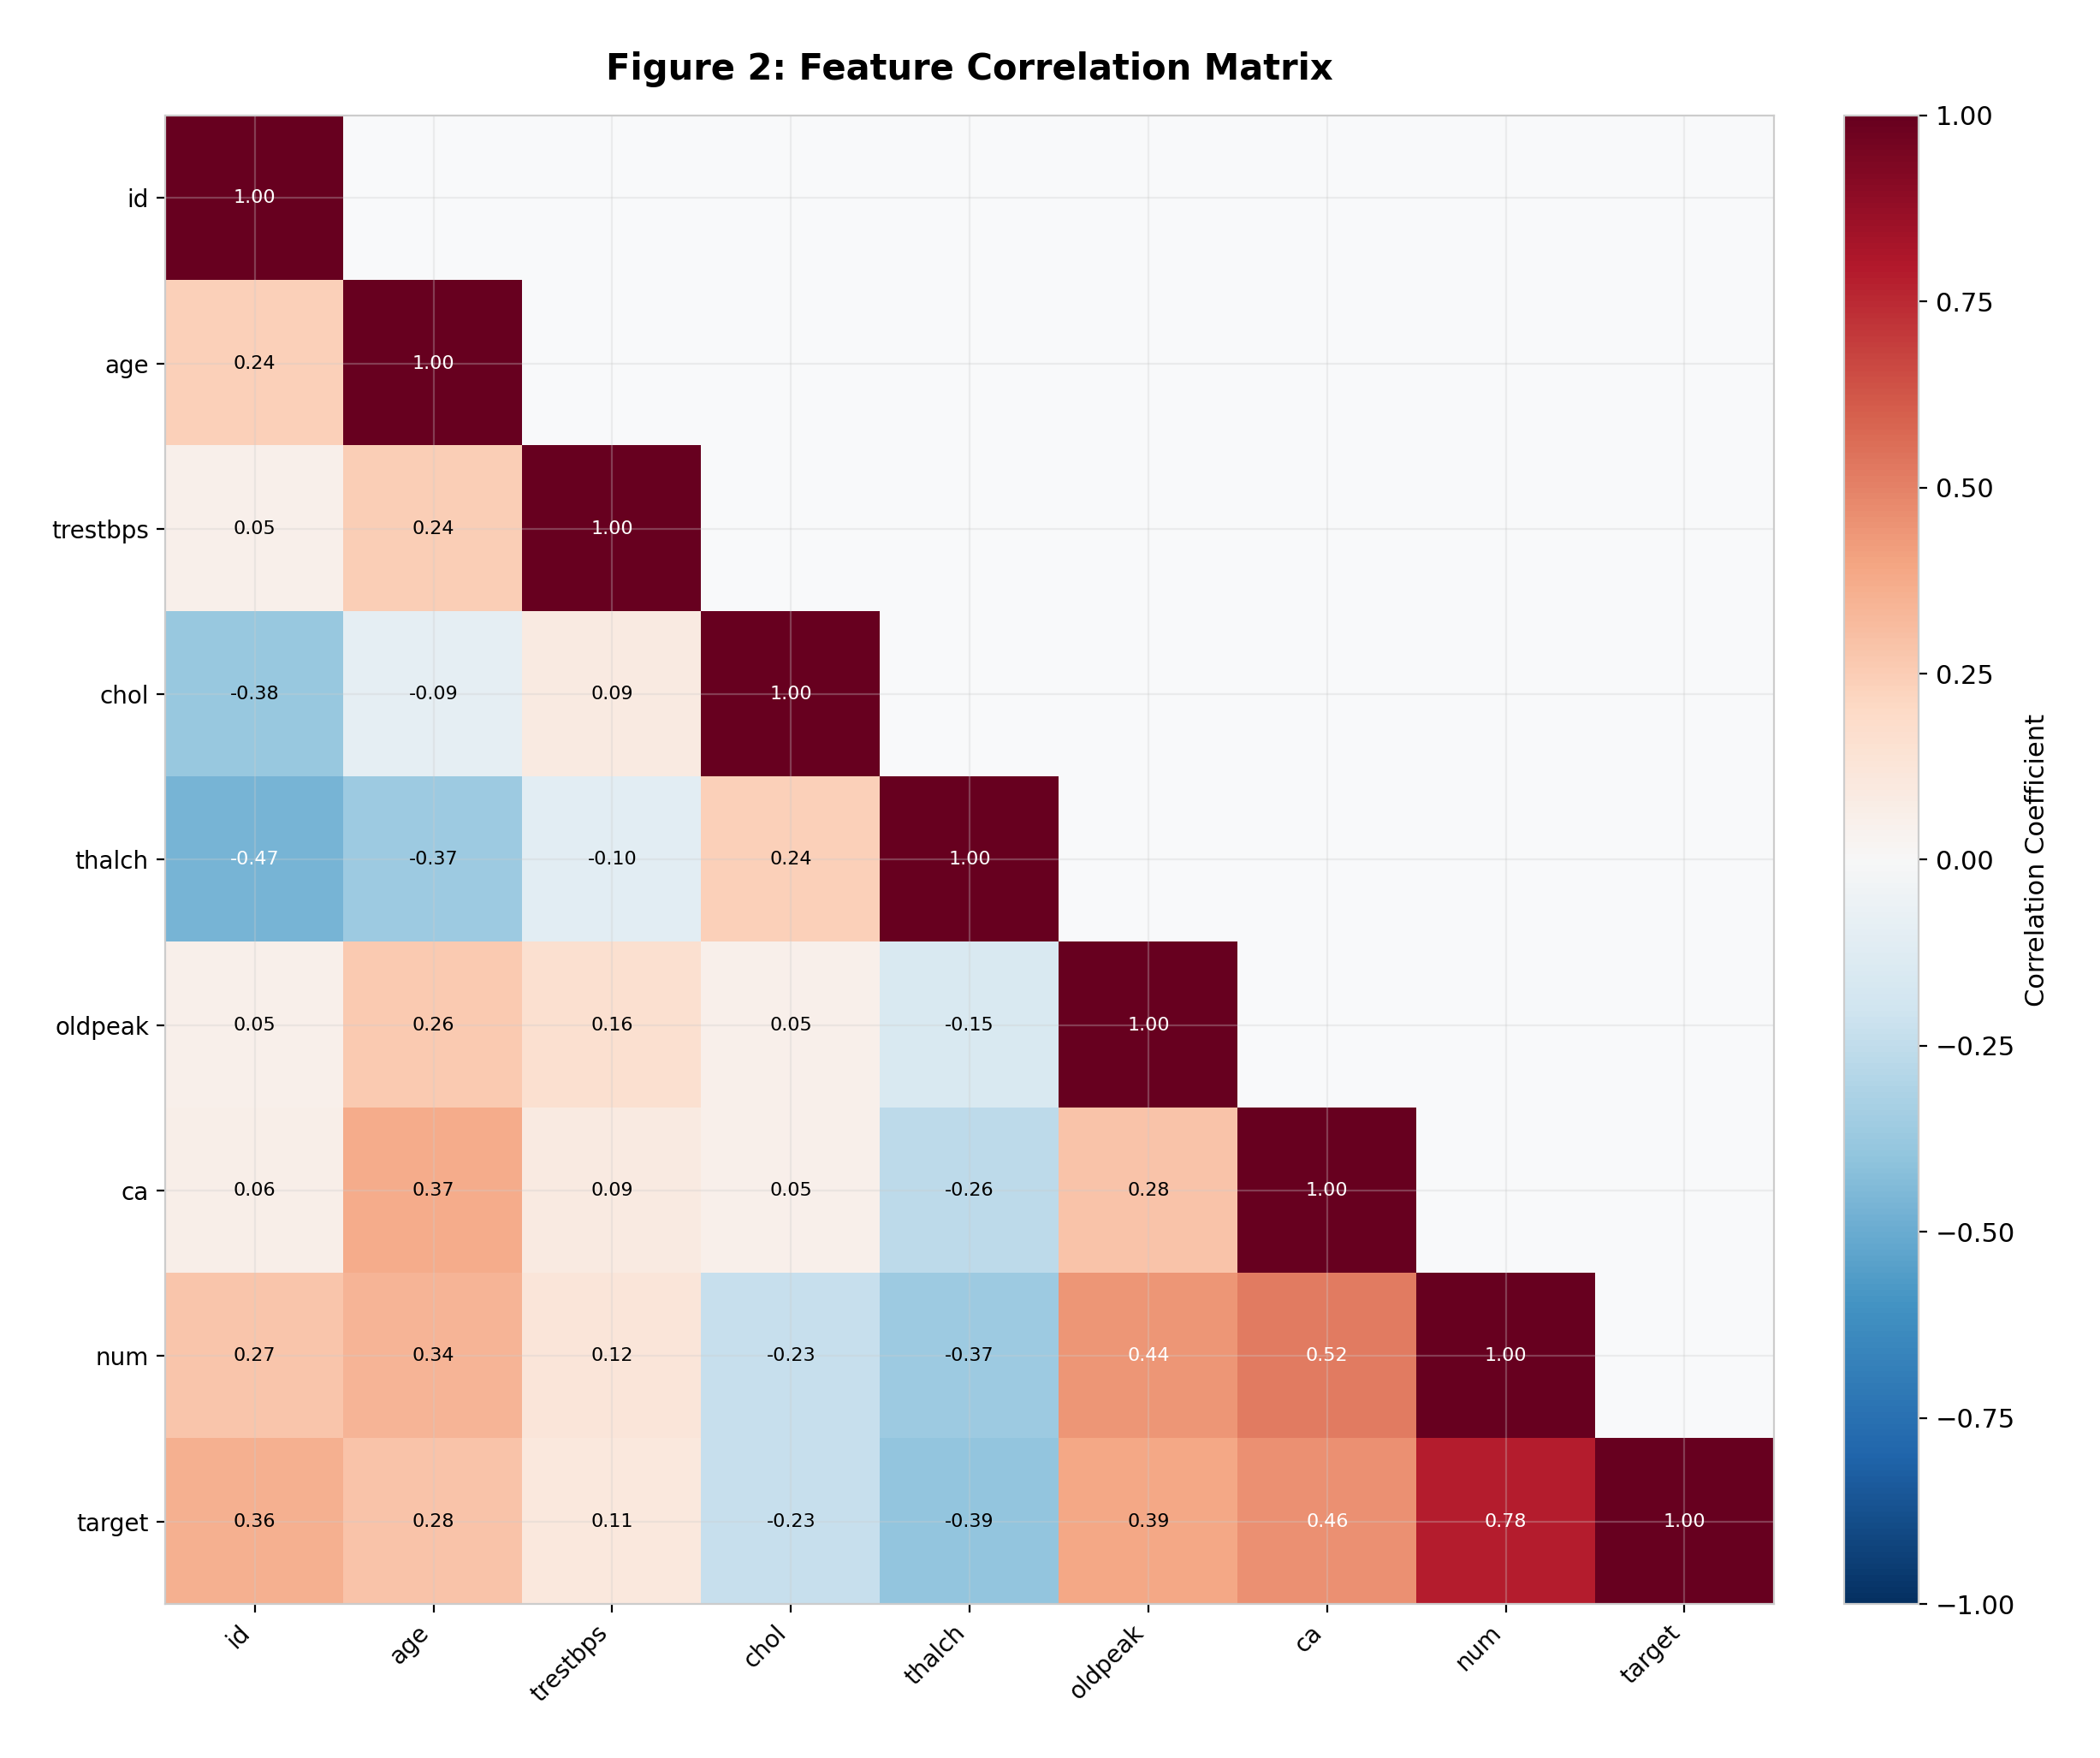 Figure 2: Feature Correlation Matrix
id 1.00
age 0.24 1.00
trestbps 0.05 0.24 1.00
chol -0.38 -0.09 0.09 1.00
thalch -0.47 -0.37 -0.10 0.24 1.00
oldpeak 0.05 0.26 0.16 0.05 -0.15 1.00
ca 0.06 0.37 0.09 0.05 -0.26 0.28 1.00
num 0.27 0.34 0.12 -0.23 -0.37 0.44 0.52 1.00
target 0.36 0.28 0.11 -0.23 -0.39 0.39 0.46 0.78 1.00
id age trestbps chol thalch oldpeak ca num target
1.00
0.75
0.50
0.25
0.00
−0.25
−0.50
−0.75
−1.00
Correlation Coefficient